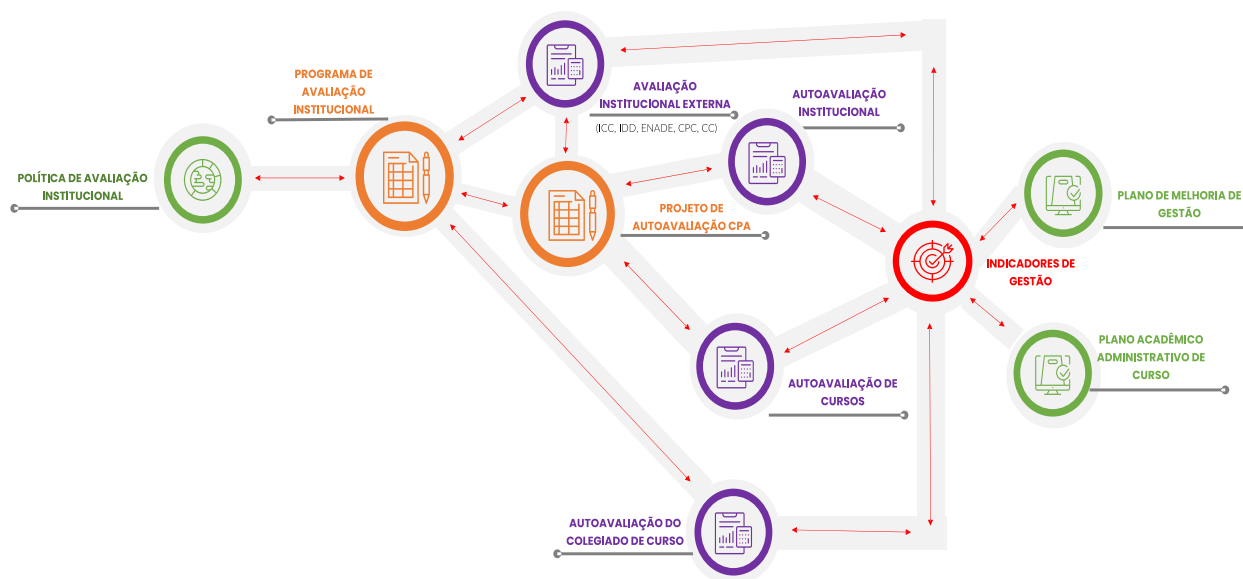 PROGRAMA DE
AVALIAÇÃO
INSTITUCIONAL
AVALIAÇÃO
INSTITUCIONAL EXTERNA
(ICC, IDD, ENADE, CPC, CC)
AUTOAVALIAÇÃO
INSTITUCIONAL
POLÍTICA DE AVALIAÇÃO
INSTITUCIONAL
PROJETO DE
AUTOAVALIAÇÃO CPA
PLANO DE MELHORIA DE
GESTÃO
INDICADORES DE
GESTÃO
PLANO ACADÊMICO
ADMINISTRATIVO DE
CURSO
AUTOAVALIAÇÃO DE
CURSOS
AUTOAVALIAÇÃO DO
COLEGIADO DE CURSO